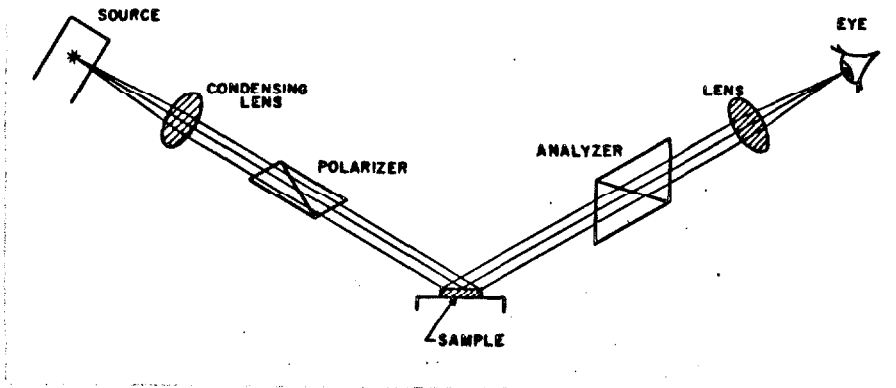 SOURCE
EYE
CONDENSING
LENS
LENS
POLARIZER
ANALYZER
SAMPLE